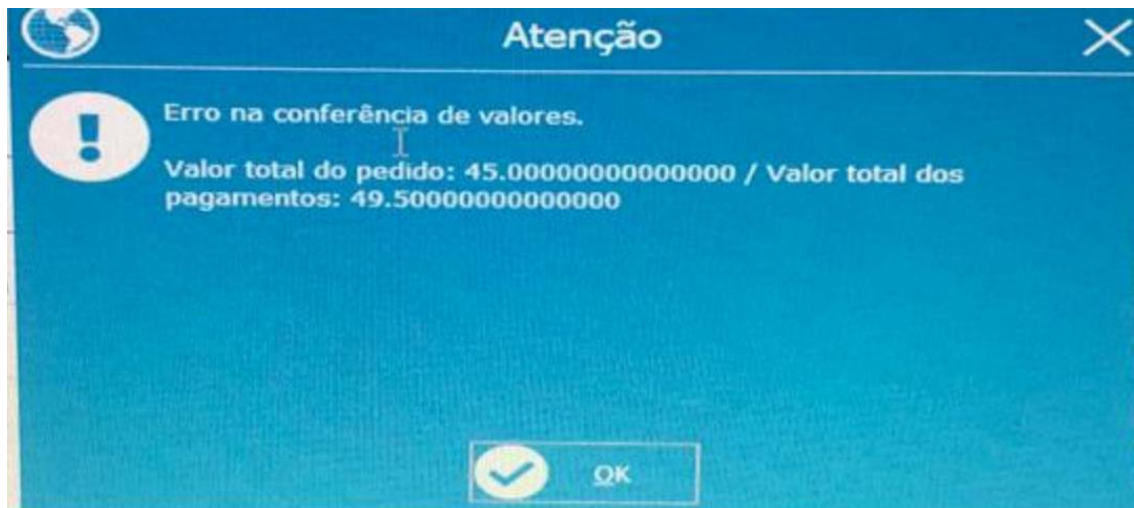 Atenção
Erro na conferência de valores.
Valor total do pedido: 45.00000000000000 / Valor total dos
pagamentos: 49.50000000000000
OK